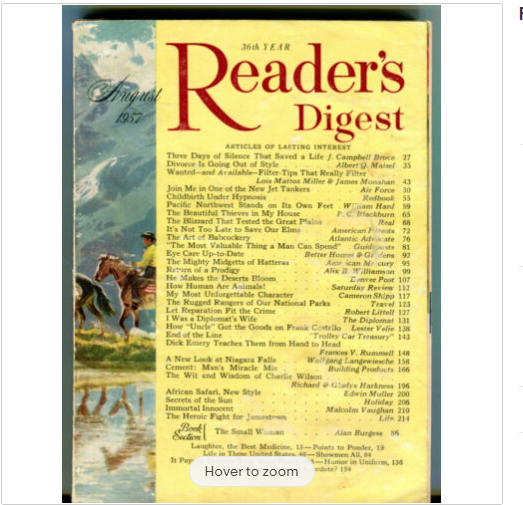 36th YEAR
Reader's
Digest
August
1957
ARTICLES OF LASTING INTEREST
Three Days of Silence That Saved a Life J. Campbell Bruce 27
Divorce Is Going Out of Style Albert Q. Maisel 35
Wanted—and Available—Filter-Tips That Really Filter
Lois Mattox Miller & James Monahan 43
Join Me in One of the New Jet Tankers Air Force 50
Childbirth Under Hypnosis Redbook 55
Pacific Northwest Stands on Its Own Feet William Hard 59
The Beautiful Thieves in My House P. C. Blackburn 65
The Blizzard That Tested the Great Plains Real 68
It's Not Too Late to Save Our Elms American Forests 72
The Art of Babcockery Atlantic Advocate 76
"The Most Valuable Thing a Man Can Spend" Guideposts 81
Eye Care Up-to-Date Better Homes & Gardens 92
The Mighty Midgets of Hatteras American Mercury 95
Return of a Prodigy Alix B. Williamson 99
He Makes the Deserts Bloom Denver Post 107
How Human Are Animals! Saturday Review 112
My Most Unforgettable Character Cameron Shipp 117
The Rugged Rangers of Our National Parks Travel 123
Let Reparation Fit the Crime Robert Littell 127
I Was a Diplomat's Wife The Diplomat 131
How "Uncle" Got the Goods on Frank Costello Lester Velie 138
End of the Line "Trolley Car Treasury" 143
Dick Emery Teaches Them from Hand to Head
Frances V. Rummell 148
A New Look at Niagara Falls Wolfgang Langewiesche 158
Cement: Man's Miracle Mix Building Products 166
The Wit and Wisdom of Charlie Wilson
Richard & Gladys Harkness 196
African Safari, New Style Edwin Muller 200
Secrets of the Sun Holiday 206
Immortal Innocent Malcolm Vaughan 210
The Heroic Fight for Jamestown Life 214
Book Section The Small Woman Alan Burgess 86
Laughter, the Best Medicine, 13—Points to Ponder, 19
Life in These United States, 40—Showmen All, 84
It Pays —Humor in Uniform, 136
154
Hover to zoom